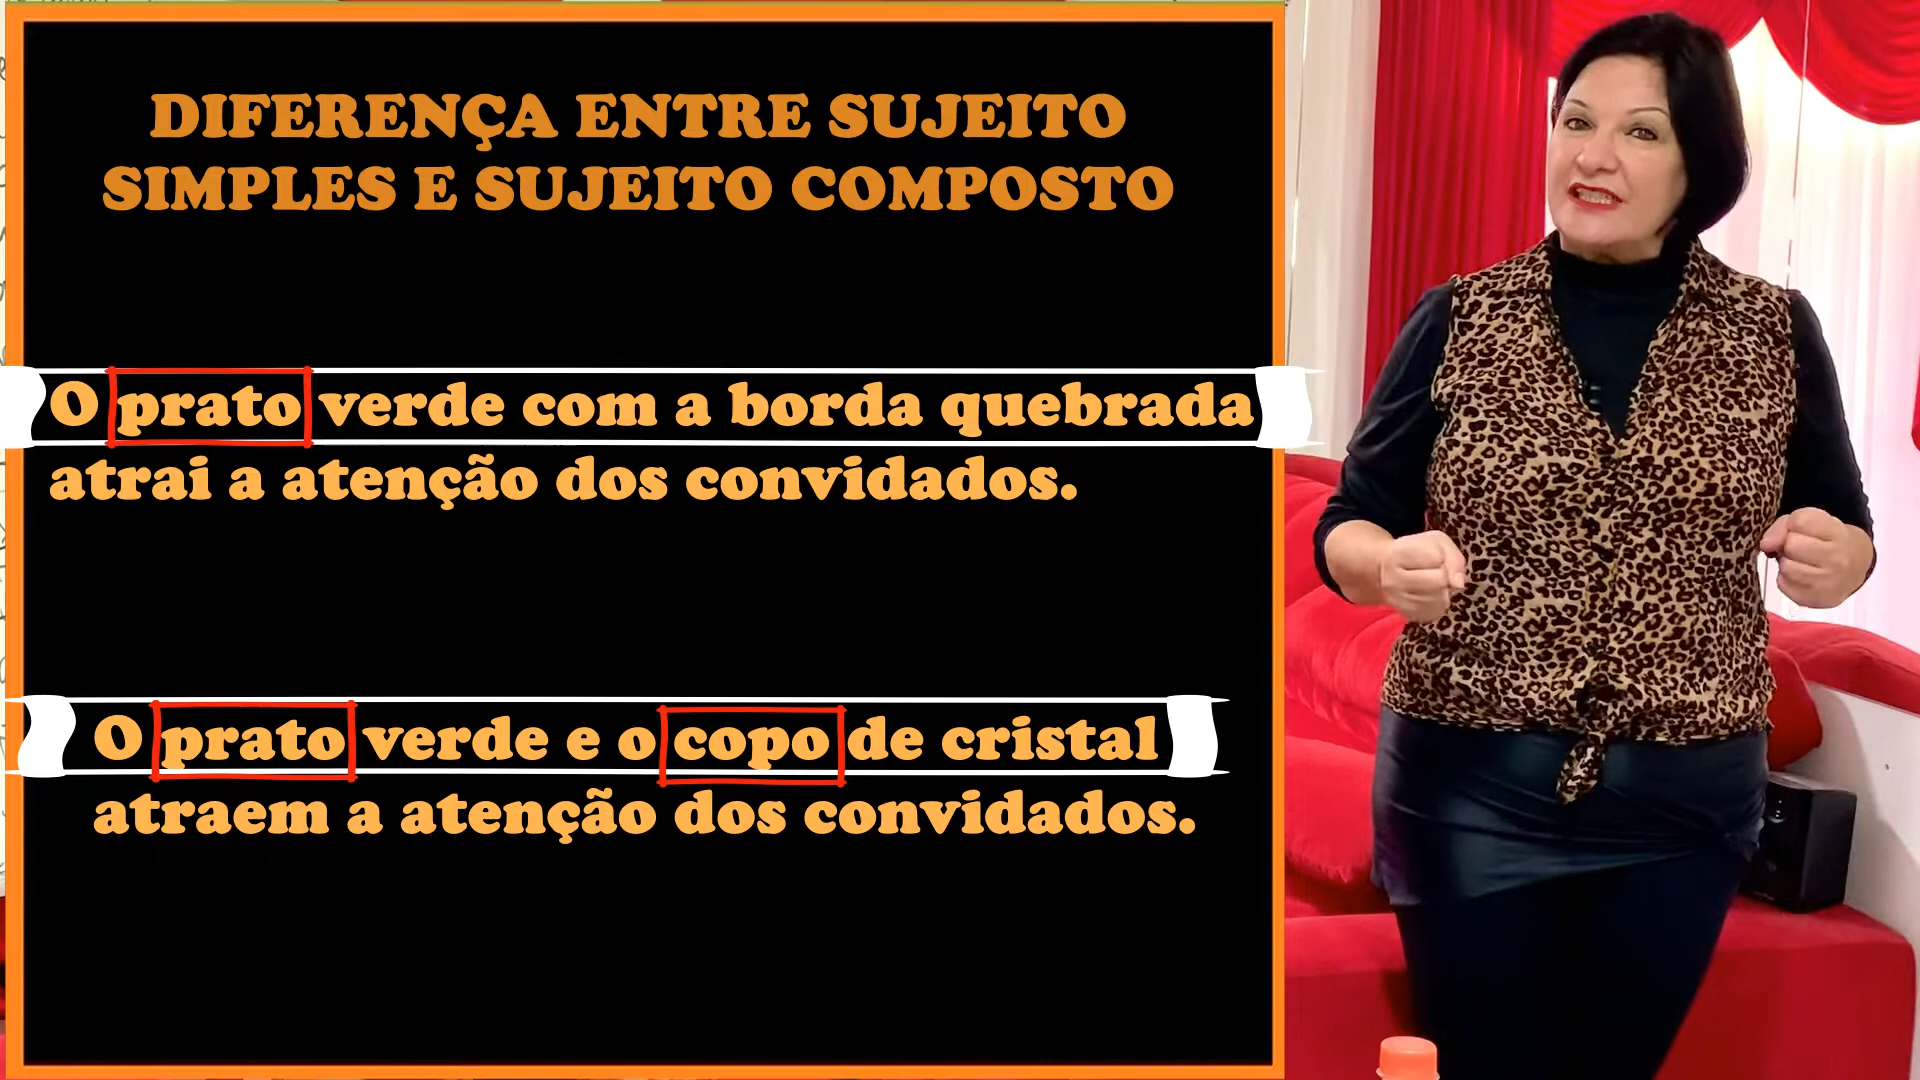 DIFERENÇA ENTRE SUJEITO
SIMPLES E SUJEITO COMPOSTO
O prato verde com a borda quebrada
atrai a atenção dos convidados.
O prato verde e o copo de cristal
atraem a atenção dos convidados.